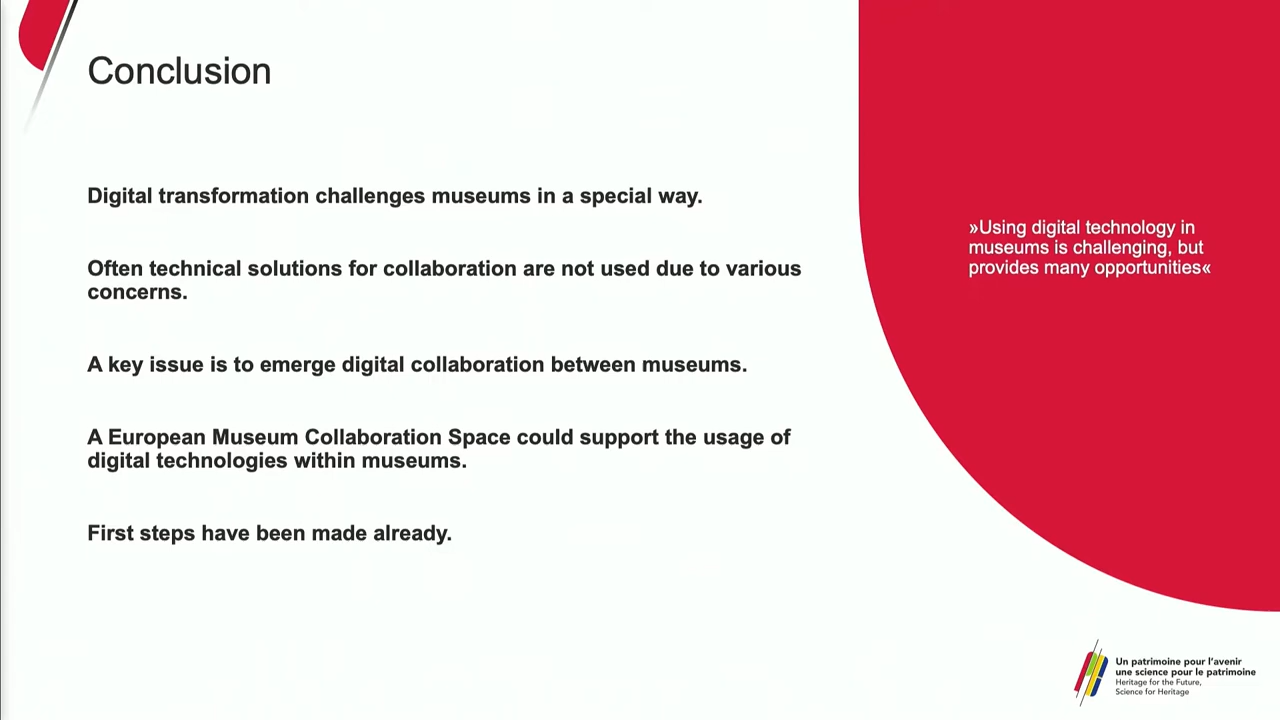 Conclusion
Digital transformation challenges museums in a special way.
Often technical solutions for collaboration are not used due to various
concerns.
A key issue is to emerge digital collaboration between museums.
A European Museum Collaboration Space could support the usage of
digital technologies within museums.
First steps have been made already.
»Using digital technology in
museums is challenging, but
provides many opportunities«
Un patrimoine pour l'avenir
une science pour le patrimoine
Heritage for the Future,
Science for Heritage